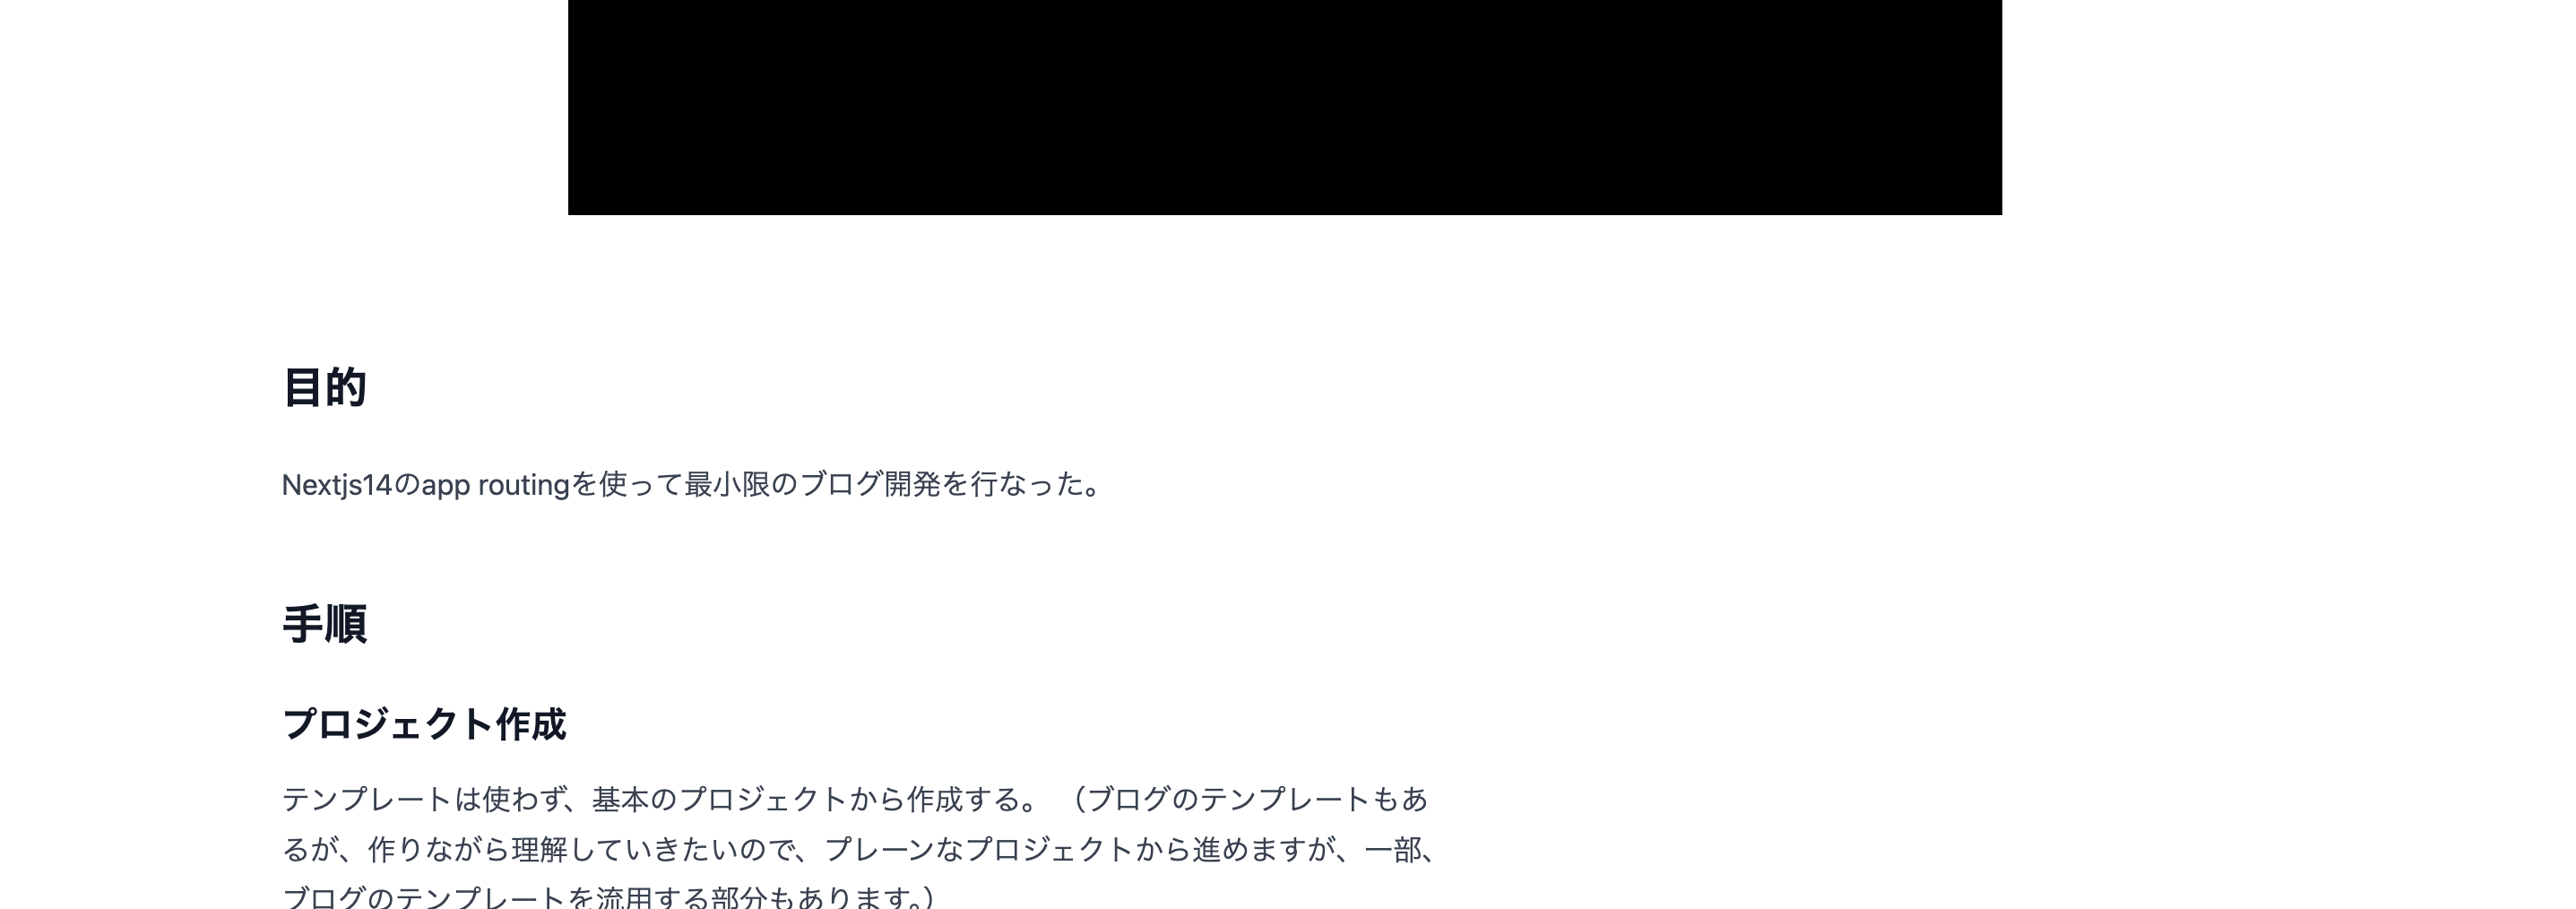 目的
Nextjs14のapp routingを使って最小限のブログ開発を行なった。
手順
プロジェクト作成
テンプレートは使わず、基本のプロジェクトから作成する。 （ブログのテンプレートもあ
るが、作りながら理解していきたいので、プレーンなプロジェクトから進めますが、一部、
ブログのテンプレートを流用する部分もあります。）